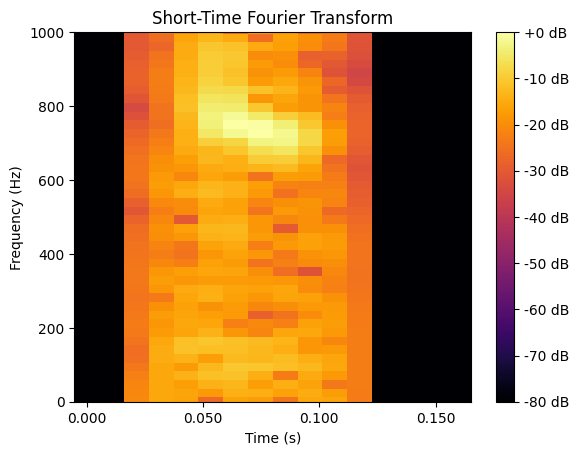 Short-Time Fourier Transform
Frequency (Hz)
1000
800
600
400
200
0
0.000
0.050
0.100
0.150
Time (s)
+0 dB
-10 dB
-20 dB
-30 dB
-40 dB
-50 dB
-60 dB
-70 dB
-80 dB